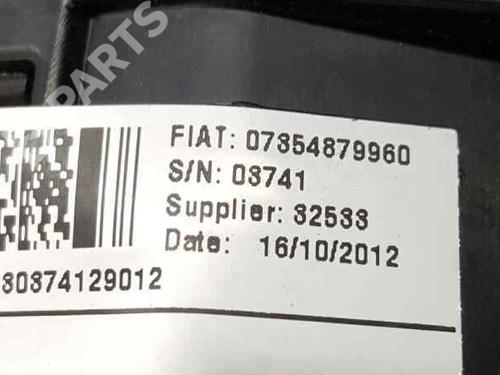 PARTS
FIAT: 07354879960
S/N: 03741
Supplier: 32533
Date: 16/10/2012
30374129012